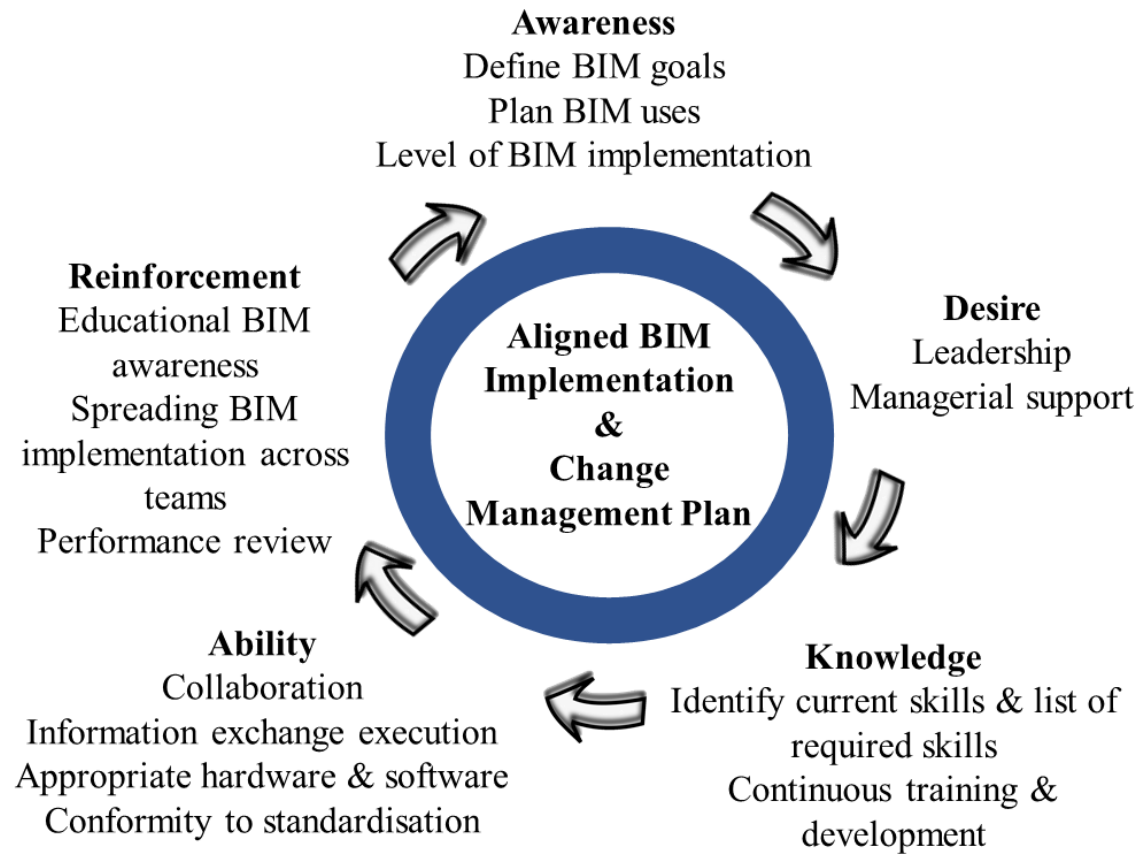 Awareness
Define BIM goals
Plan BIM uses
Level of BIM implementation
Desire
Leadership
Managerial support
Knowledge
Identify current skills & list of
required skills
Continuous training &
development
Ability
Collaboration
Information exchange execution
Appropriate hardware & software
Conformity to standardisation
Reinforcement
Educational BIM
awareness
Spreading BIM
implementation across
teams
Performance review
Aligned BIM
Implementation
&
Change
Management Plan